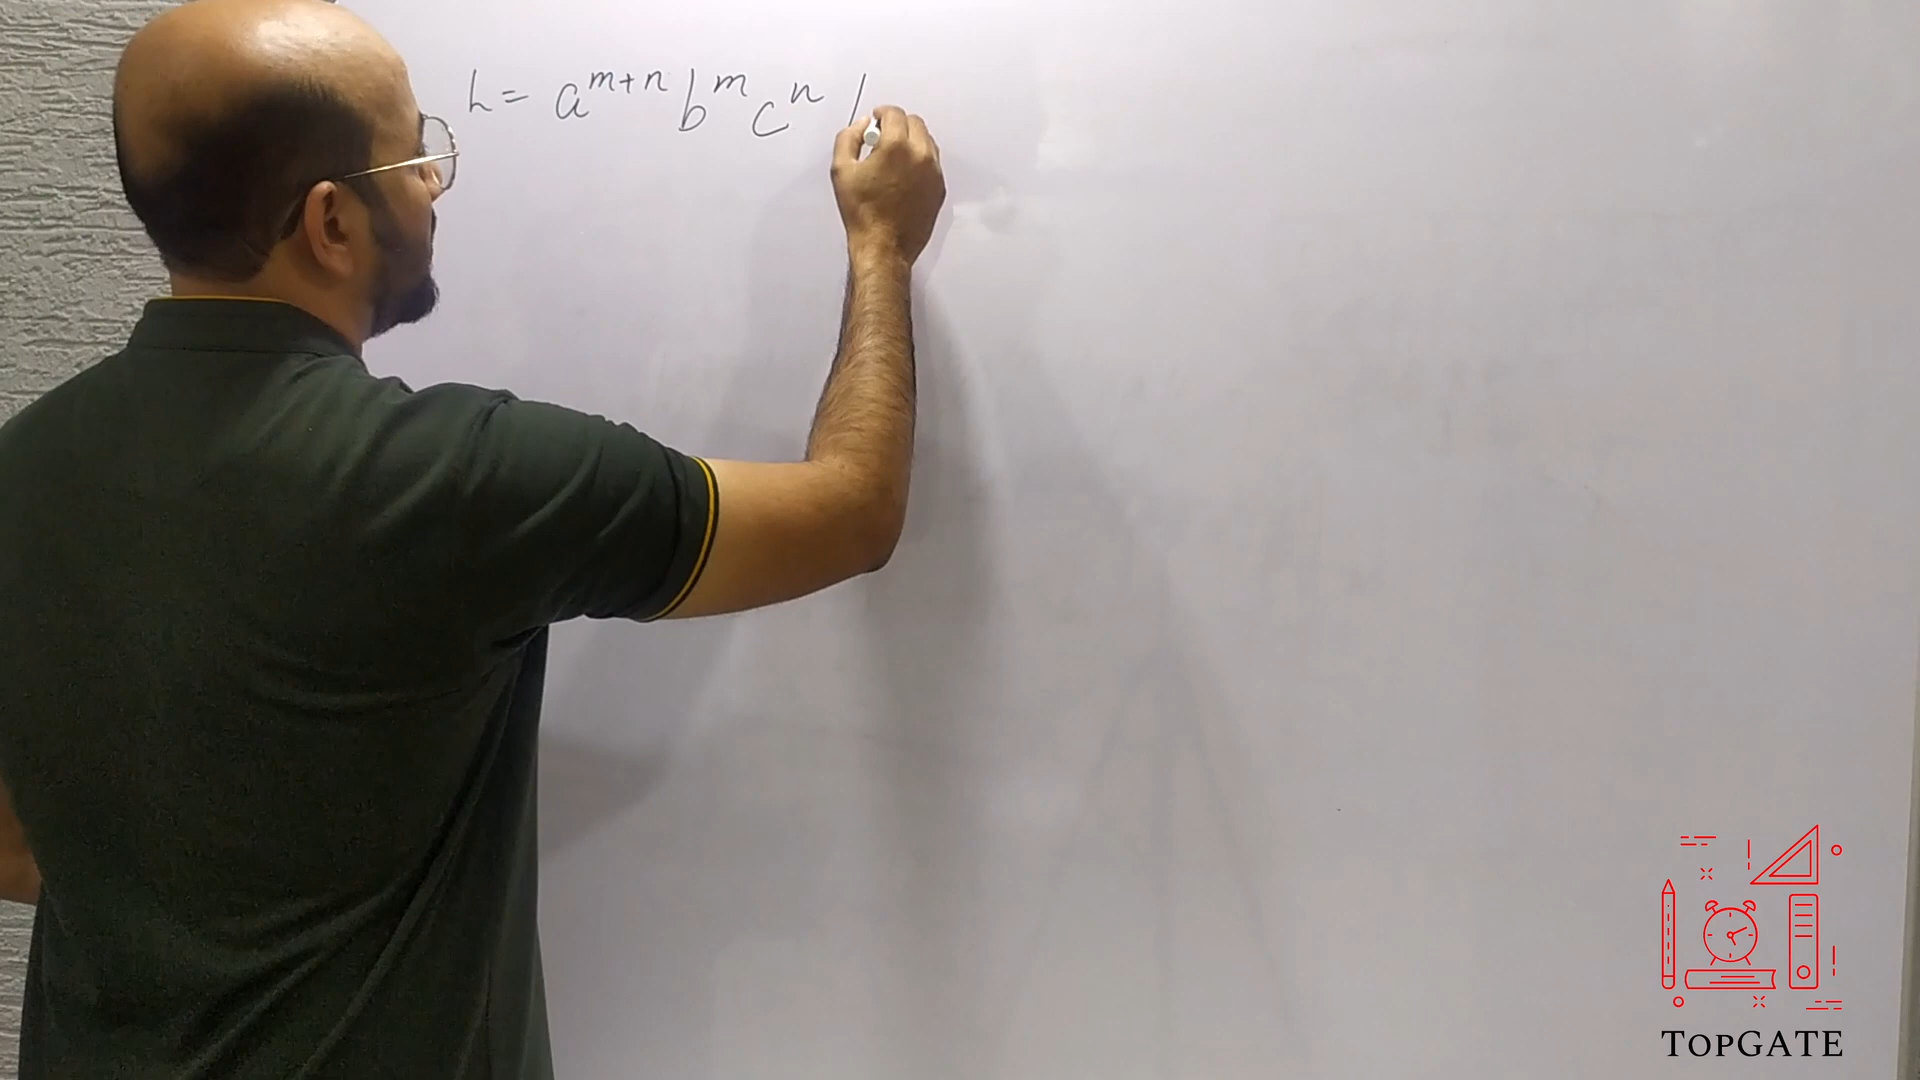 L = a^{m+n} b^m c^n |
TOPGATE